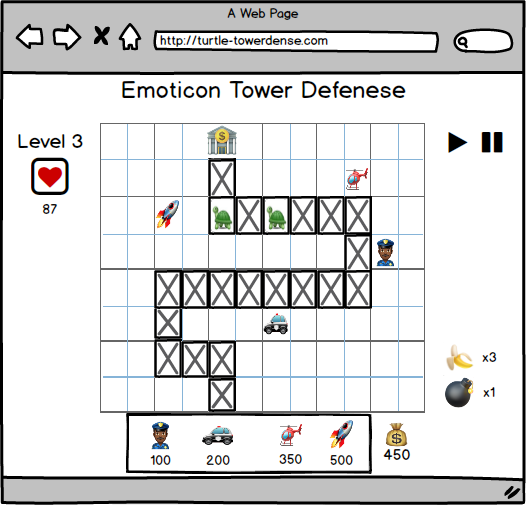 A Web Page
http://turtle-towerdense.com
Emoticon Tower Defenese
Level 3
87
x3
x1
100 200 350 500 450